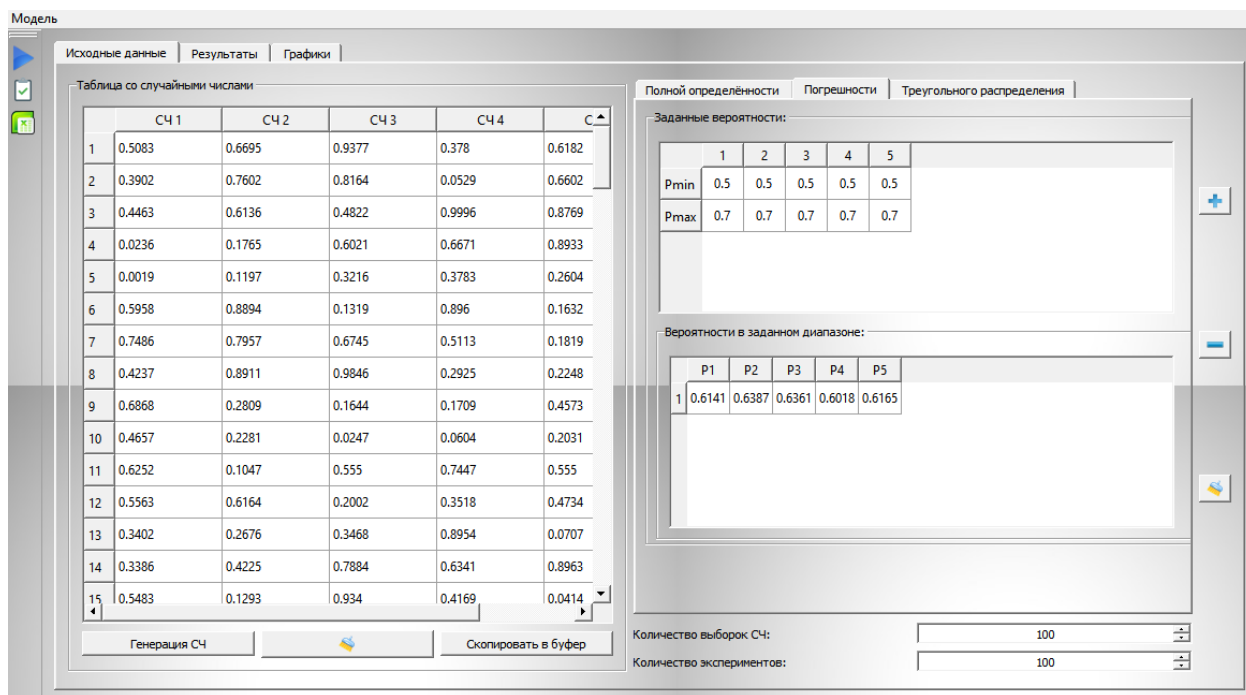 Модель
Исходные данные Результаты Графики
Таблица со случайными числами
СЧ 1 СЧ 2 СЧ 3 СЧ 4 С
1 0.5083 0.6695 0.9377 0.378 0.6182
2 0.3902 0.7602 0.8164 0.0529 0.6602
3 0.4463 0.6136 0.4822 0.9996 0.8769
4 0.0236 0.1765 0.6021 0.6671 0.8933
5 0.0019 0.1197 0.3216 0.3783 0.2604
6 0.5958 0.8894 0.1319 0.896 0.1632
7 0.7486 0.7957 0.6745 0.5113 0.1819
8 0.4237 0.8911 0.9846 0.2925 0.2248
9 0.6868 0.2809 0.1644 0.1709 0.4573
10 0.4657 0.2281 0.0247 0.0604 0.2031
11 0.6252 0.1047 0.555 0.7447 0.555
12 0.5563 0.6164 0.2002 0.3518 0.4734
13 0.3402 0.2676 0.3468 0.8954 0.0707
14 0.3386 0.4225 0.7884 0.6341 0.8963
15 0.5483 0.1293 0.934 0.4169 0.0414
Генерация СЧ Скопировать в буфер
Полной определённости Погрешности Треугольного распределения
Заданные вероятности:
1 2 3 4 5
Pmin 0.5 0.5 0.5 0.5 0.5
Pmax 0.7 0.7 0.7 0.7 0.7
Вероятности в заданном диапазоне:
P1 P2 P3 P4 P5
1 0.6141 0.6387 0.6361 0.6018 0.6165
Количество выборок СЧ: 100
Количество экспериментов: 100